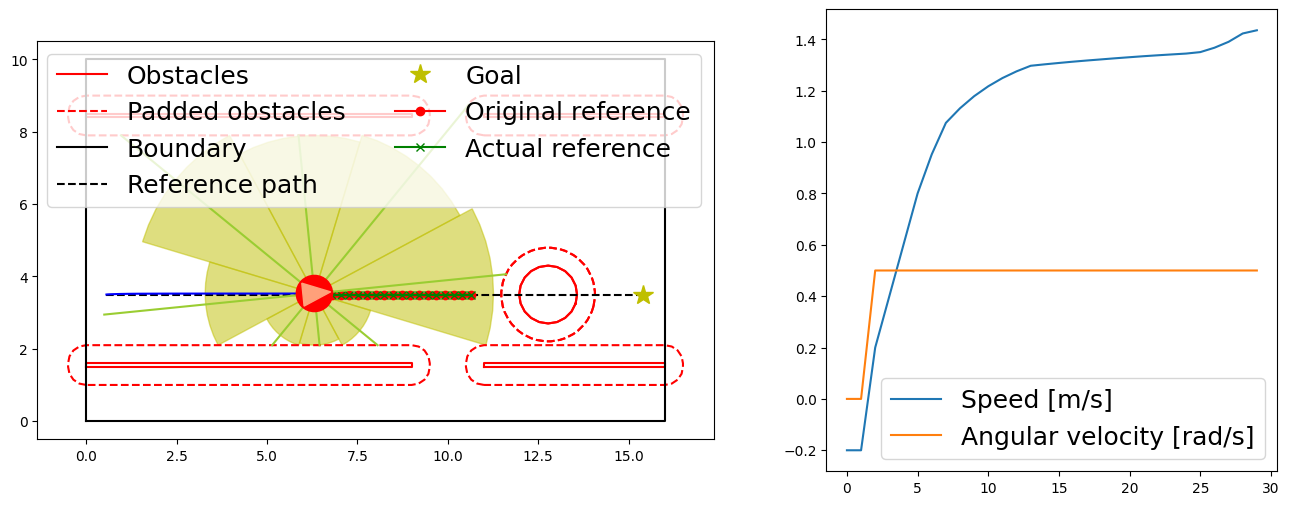 10
8
6
4
2
0
0.0 2.5 5.0 7.5 10.0 12.5 15.0
Obstacles
Padded obstacles
Boundary
Reference path
Goal
Original reference
Actual reference
1.4
1.2
1.0
0.8
0.6
0.4
0.2
0.0
−0.2
0 5 10 15 20 25 30
Speed [m/s]
Angular velocity [rad/s]